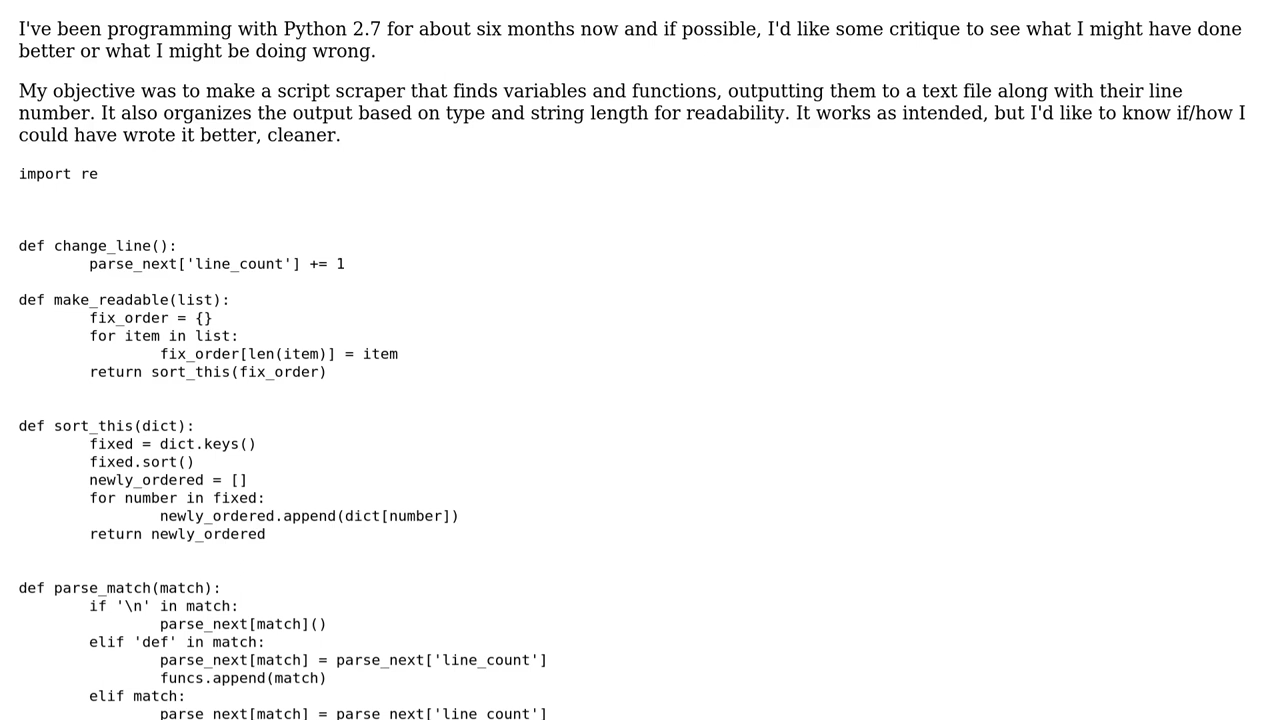 I've been programming with Python 2.7 for about six months now and if possible, I'd like some critique to see what I might have done
better or what I might be doing wrong.
My objective was to make a script scraper that finds variables and functions, outputting them to a text file along with their line
number. It also organizes the output based on type and string length for readability. It works as intended, but I'd like to know if/how I
could have wrote it better, cleaner.
import re
def change_line():
        parse_next['line_count'] += 1
def make_readable(list):
        fix_order = {}
        for item in list:
                fix_order[len(item)] = item
        return sort_this(fix_order)
def sort_this(dict):
        fixed = dict.keys()
        fixed.sort()
        newly_ordered = []
        for number in fixed:
                newly_ordered.append(dict[number])
        return newly_ordered
def parse_match(match):
        if '\n' in match:
                parse_next[match]()
        elif 'def' in match:
                parse_next[match] = parse_next['line_count']
                funcs.append(match)
        elif match:
                parse_next[match] = parse_next['line_count']